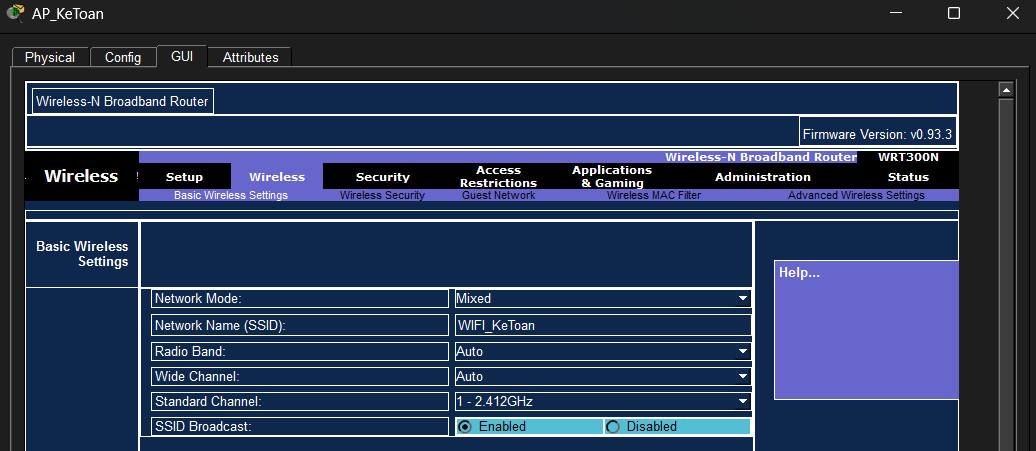 AP_KeToan
Physical Config GUI Attributes
Wireless-N Broadband Router
Firmware Version: v0.93.3
Wireless-N Broadband Router WRT300N
Wireless
Setup Wireless Security Access Restrictions Applications & Gaming Administration Status
Basic Wireless Settings Wireless Security Guest Network Wireless MAC Filter Advanced Wireless Settings
Basic Wireless
Settings
Help...
Network Mode: Mixed
Network Name (SSID): WIFI_KeToan
Radio Band: Auto
Wide Channel: Auto
Standard Channel: 1 - 2.412GHz
SSID Broadcast: Enabled Disabled